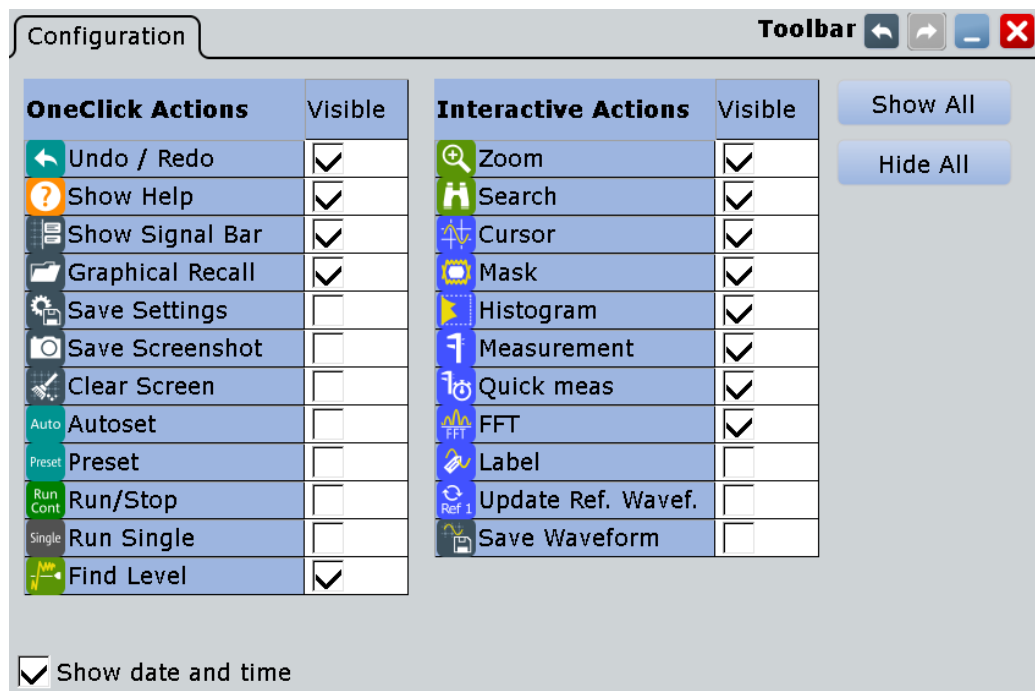 Configuration
Toolbar
OneClick Actions Visible
Undo / Redo
? Show Help
Show Signal Bar
Graphical Recall
Save Settings
Save Screenshot
Clear Screen
Auto Autoset
Preset Preset
Run Cont Run/Stop
Single Run Single
Find Level
Interactive Actions Visible
Zoom
Search
Cursor
Mask
Histogram
Measurement
Quick meas
FFT FFT
Label
Ref 1 Update Ref. Wavef.
Save Waveform
Show All
Hide All
Show date and time